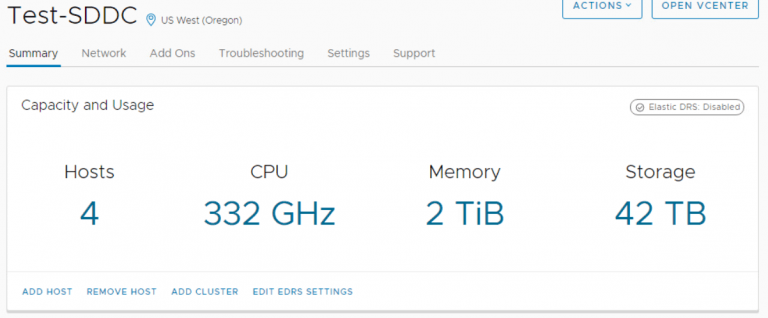 Test-SDDC US West (Oregon) ACTIONS OPEN VCENTER
Summary Network Add Ons Troubleshooting Settings Support
Capacity and Usage Elastic DRS: Disabled
Hosts CPU Memory Storage
4 332 GHz 2 TiB 42 TB
ADD HOST REMOVE HOST ADD CLUSTER EDIT EDRS SETTINGS